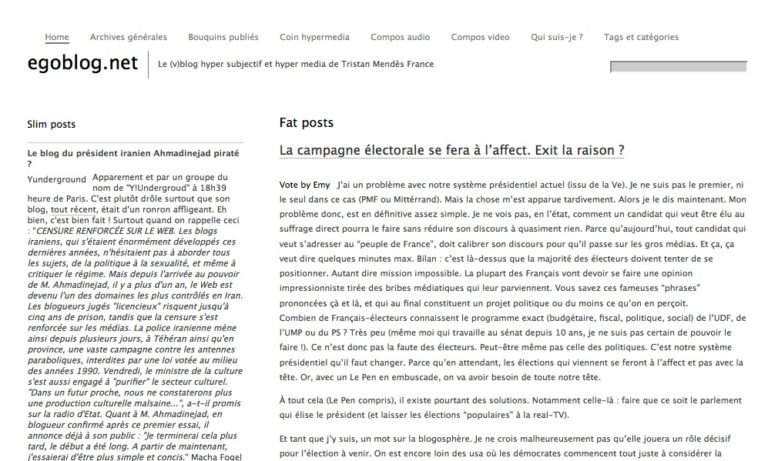 Home Archives générales Bouquins publiés Coin hypermedia Compos audio Compos video Qui suis-je ? Tags et catégories
egoblog.net Le (v)blog hyper subjectif et hyper media de Tristan Mendès France
Slim posts
Le blog du président iranien Ahmadinejad piraté
?
Yunderground Apparement et par un groupe du
nom de "Y!Undergroud" à 18h39
heure de Paris. C'est plutôt drôle surtout que son
blog, tout récent, était d'un ronron affligeant. Eh
bien, c'est bien fait ! Surtout quand on rappelle ceci
: "CENSURE RENFORCÉE SUR LE WEB. Les blogs
iraniens, qui s'étaient énormément développés ces
dernières années, n'hésitaient pas à aborder tous
les sujets, de la politique à la sexualité, et même à
critiquer le régime. Mais depuis l'arrivée au pouvoir
de M. Ahmadinejad, il y a plus d'un an, le Web est
devenu l'un des domaines les plus contrôlés en Iran.
Les blogueurs jugés "licencieux" risquent jusqu'à
cinq ans de prison, tandis que la censure s'est
renforcée sur les médias. La police iranienne mène
ainsi depuis plusieurs jours, à Téhéran ainsi qu'en
province, une vaste campagne contre les antennes
paraboliques, interdites par une loi votée au milieu
des années 1990. Vendredi, le ministre de la culture
s'est aussi engagé à "purifier" le secteur culturel.
"Dans un futur proche, nous ne constaterons plus
une production culturelle malsaine...", a-t-il promis
sur la radio d'Etat. Quant à M. Ahmadinejad, en
blogueur confirmé après ce premier essai, il
annonce déjà à son public : "Je terminerai cela plus
tard, le début a été long. A partir de maintenant,
j'essaierai d'être plus simple et concis." Macha Fogel
Fat posts
La campagne électorale se fera à l'affect. Exit la raison ?
Vote by Emy J'ai un problème avec notre système présidentiel actuel (issu de la Ve). Je ne suis pas le premier, ni
le seul dans ce cas (PMF ou Mittérrand). Mais la chose m'est apparue tardivement. Alors je le dis maintenant. Mon
problème donc, est en définitive assez simple. Je ne vois pas, en l'état, comment un candidat qui veut être élu au
suffrage direct pourra le faire sans réduire son discours à quasiment rien. Parce qu'aujourd'hui, tout candidat qui
veut s'adresser au "peuple de France", doit calibrer son discours pour qu'il passe sur les gros médias. Et ça, ça
veut dire quelques minutes max. Bilan : c'est là-dessus que la majorité des électeurs doivent tenter de se
positionner. Autant dire mission impossible. La plupart des Français vont devoir se faire une opinion
impressionniste tirée des bribes médiatiques qui leur parviennent. Vous savez ces fameuses "phrases"
prononcées çà et là, et qui au final constituent un projet politique ou du moins ce qu'on en perçoit.
Combien de Français-électeurs connaissent le programme exact (budgétaire, fiscal, politique, social) de l'UDF, de
l'UMP ou du PS ? Très peu (même moi qui travaille au sénat depuis 10 ans, je ne suis pas certain de pouvoir le
faire !). Ce n'est donc pas la faute des électeurs. Peut-être même pas celle des politiques. C'est notre système
présidentiel qu'il faut changer. Parce qu'en attendant, les élections qui viennent se feront à l'affect et pas avec la
tête. Or, avec un Le Pen en embuscade, on va avoir besoin de toute notre tête.
À tout cela (Le Pen compris), il existe pourtant des solutions. Notamment celle-là : faire que ce soit le parlement
qui élise le président (et laisser les élections "populaires" à la real-TV).
Et tant que j'y suis, un mot sur la blogosphère. Je ne crois malheureusement pas qu'elle jouera un rôle décisif
pour l'élection à venir. On est encore loin des usa où les démocrates commencent tout juste à considérer la